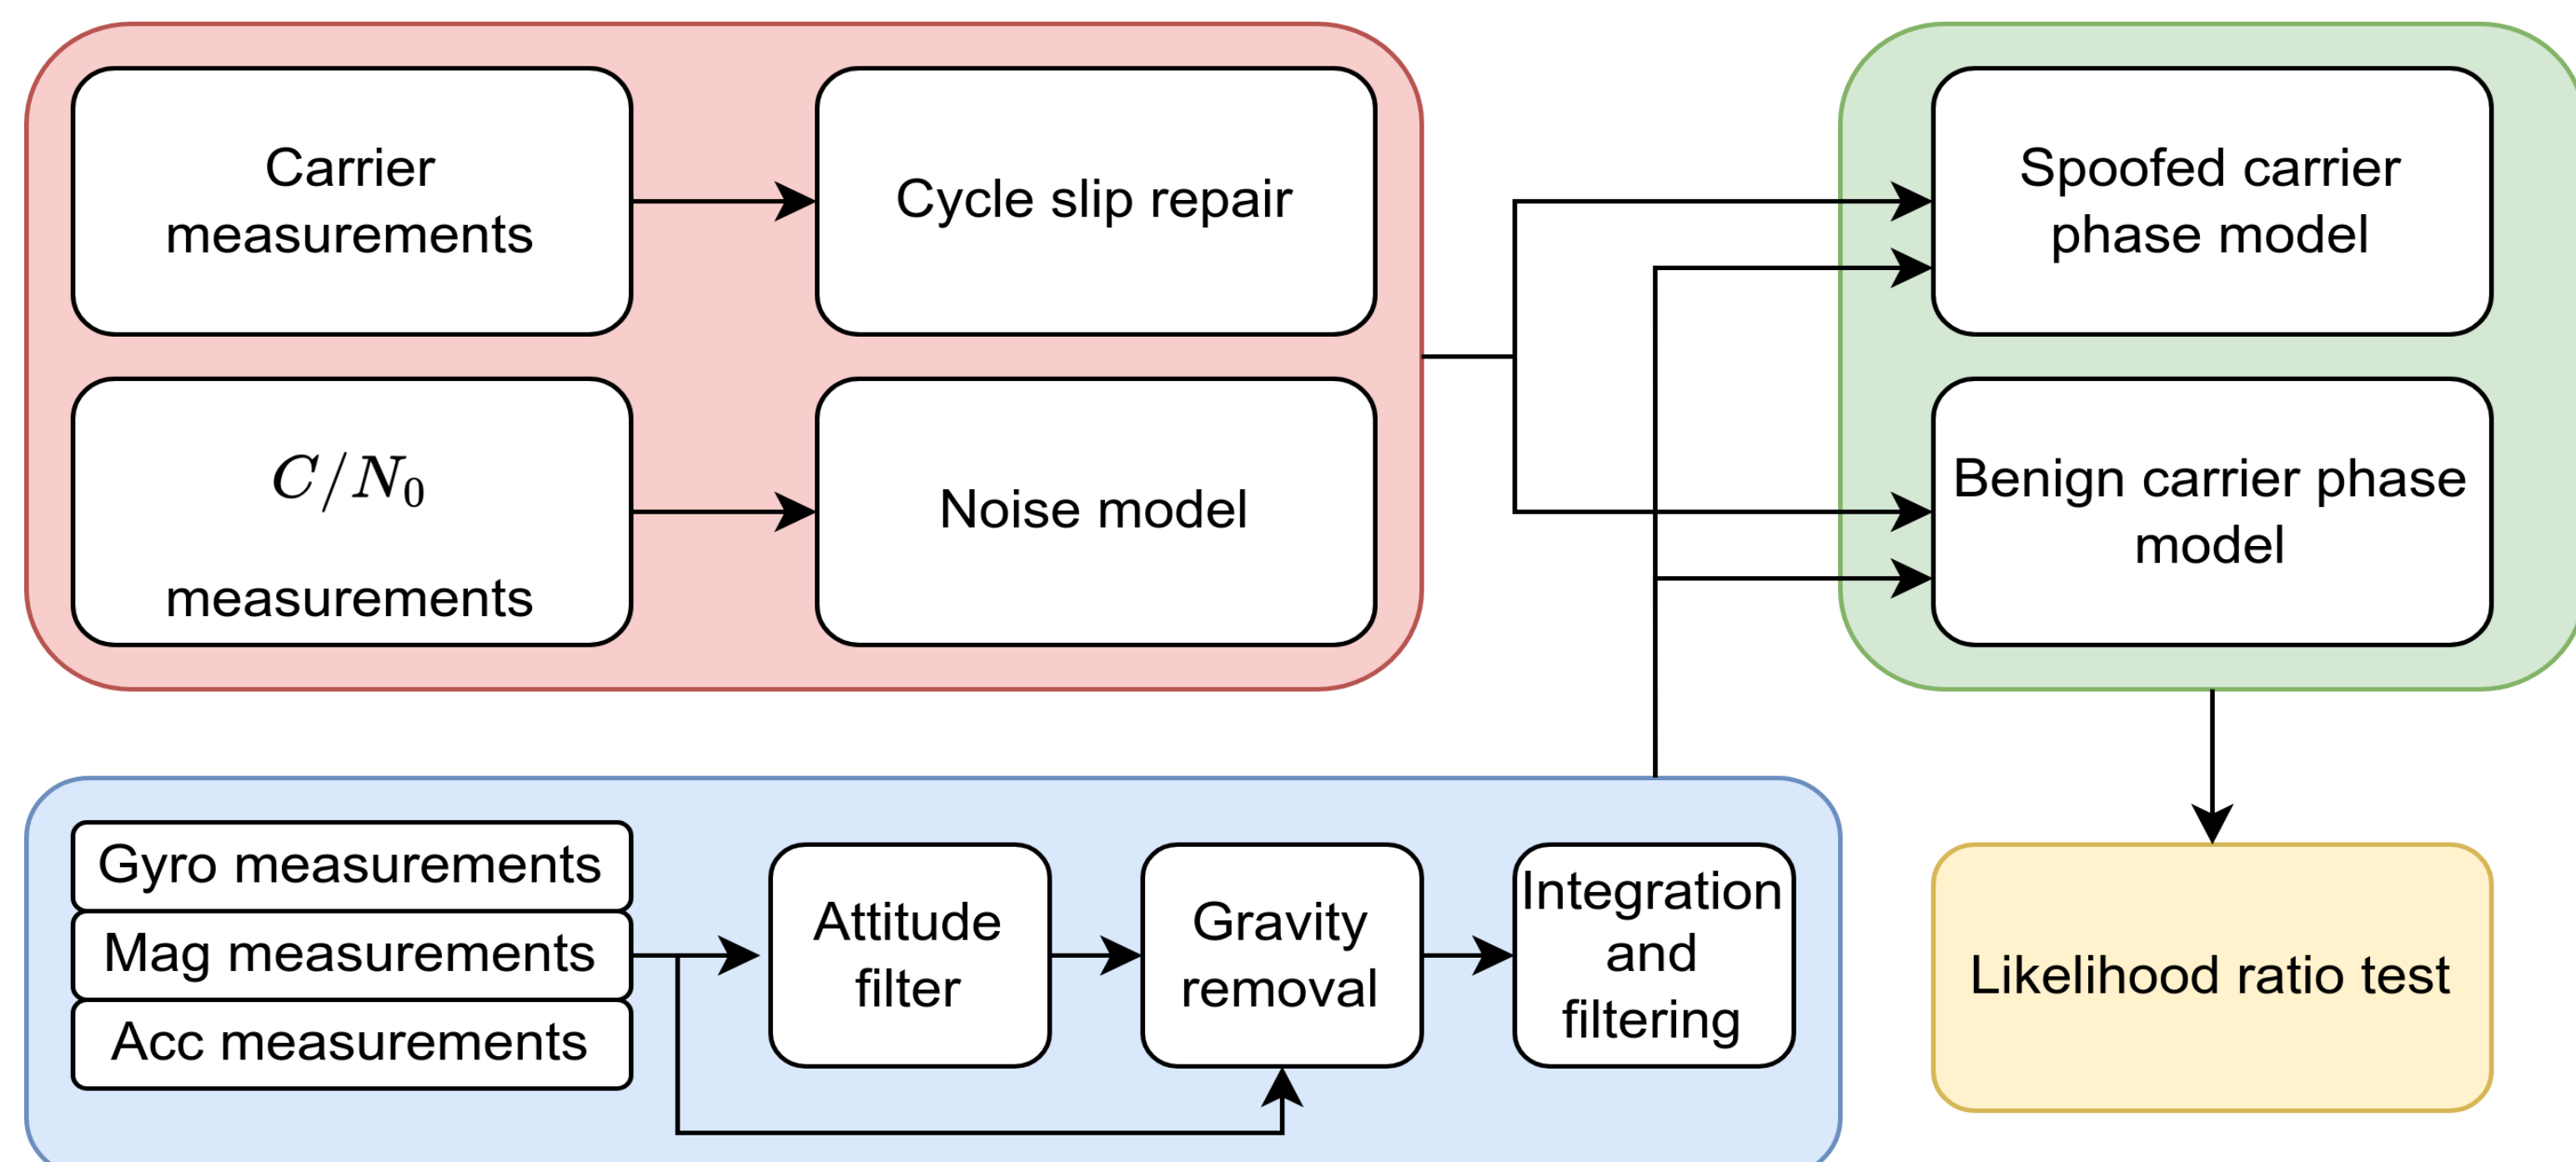 Carrier
measurements
Cycle slip repair
C/N₀
measurements
Noise model
Spoofed carrier
phase model
Benign carrier phase
model
Gyro measurements
Mag measurements
Acc measurements
Attitude
filter
Gravity
removal
Integration
and
filtering
Likelihood ratio test